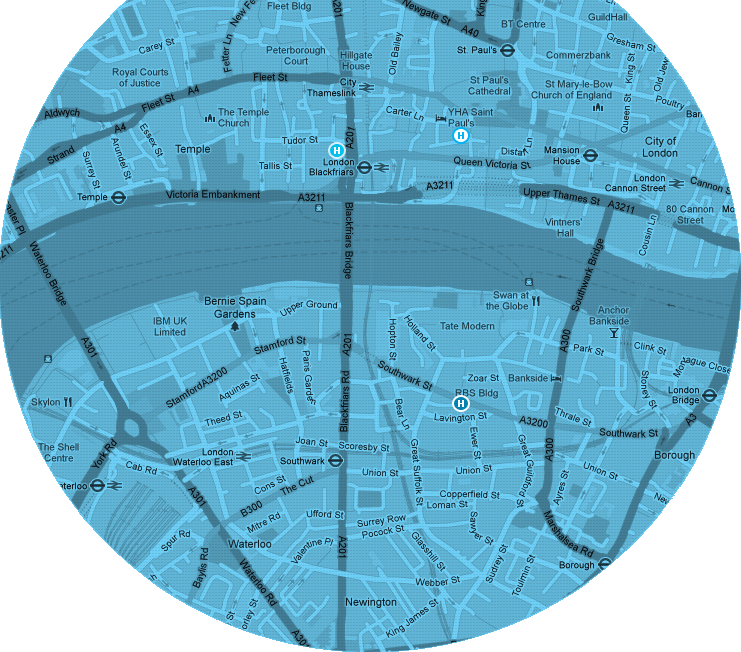 Newgate St
Fleet Bldg
A201
King
BT Centre
GuildHall
A40
Gresham St
St Paul's
Carey St
Fetter Ln
New Fe
Peterborough
Court
Hillgate
House
Old Bailey
Commerzbank
King St
Old Jew
Royal Courts
of Justice
A4
Fleet St
City
Thameslink
St Paul's
Cathedral
St Mary-le-Bow
Church of England
Queen St
Poultry
Fleet St
Aldwych
A4
The Temple
Church
Carter Ln
YHA Saint
Paul's
H
Ban
Strand
Essex St
Arundel St
Surrey St
Temple
Tudor St
A201
H
Tallis St
London
Blackfriars
Distaff Ln
Queen Victoria St
Mansion
House
City of
London
London
Cannon Street
Cannon S
Temple
Victoria Embankment
A3211
A3211
Upper Thames St
A3211
80 Cannon
Street
Mo
Vintners'
Hall
Cousin Ln
aster Pl
3211
Waterloo Bridge
Blackfriars Bridge
Southwark Bridge
Bernie Spain
Gardens
Upper Ground
Swan at
the Globe
Anchor
Bankside
IBM UK
Limited
Hopton St
Holland St
Tate Modern
A301
Stamford St
A201
A300
Park St
Clink St
Montague Close
Stamford
A3200
Aquinas St
Hatfields
Paris Garden
Southwark St
Zoar St
Bankside
Stoney St
London
Bridge
Skylon
Theed St
Blackfriars Rd
Bear Ln
RBS Bldg
H
Lavington St
A3200
Thrale St
Southwark St
A3
The Shell
Centre
York Rd
Joan St
Scoresby St
Ewer St
Great Guildford St
A300
Borough
London
Waterloo East
Cab Rd
Southwark
Union St
Great Suffolk St
Union St
Union St
aterloo
A301
Cons St
The Cut
B300
Copperfield St
Loman St
Ayres St
New
Mitre Rd
Ufford St
Surrey Row
Pocock St
Sawyer St
Marshalsea Rd
Spur Rd
Waterloo
Valentine Pl
A201
Glasshill St
Sudrey St
Toulmin St
Borough
Baylis Rd
Waterloo Rd
Webber St
Newington
St
orley St
King James St
A301